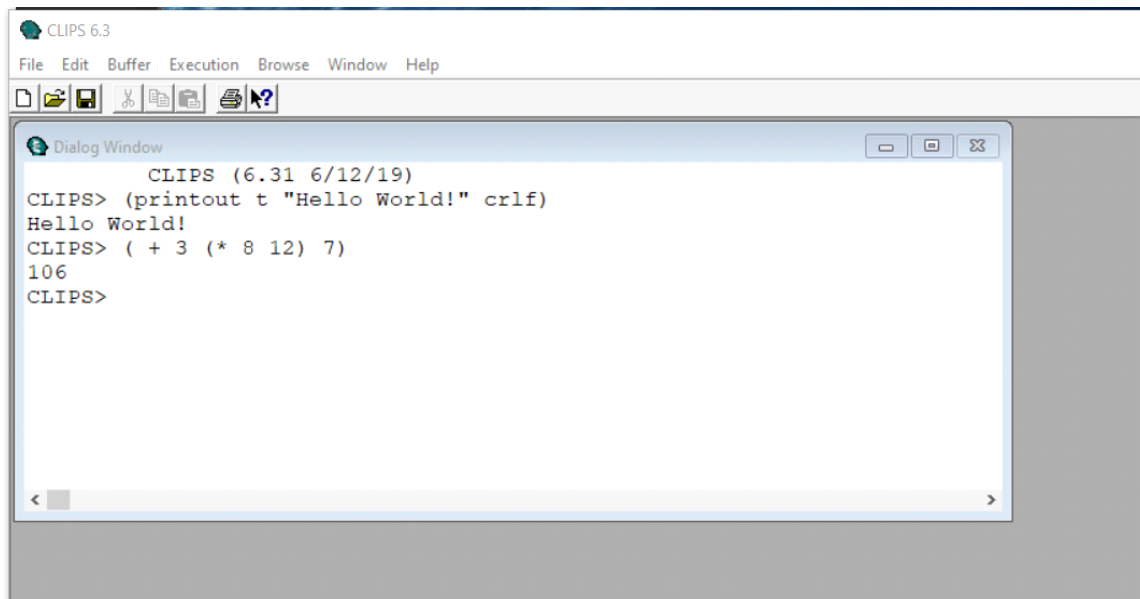 CLIPS 6.3
File Edit Buffer Execution Browse Window Help
Dialog Window
CLIPS (6.31 6/12/19)
CLIPS> (printout t "Hello World!" crlf)
Hello World!
CLIPS> ( + 3 (* 8 12) 7)
106
CLIPS>